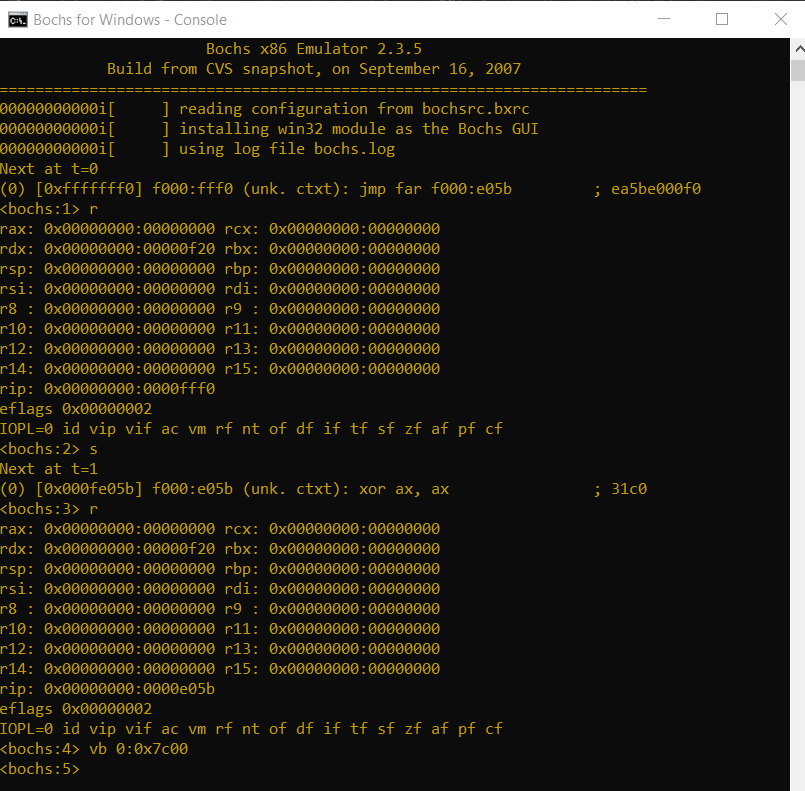 Bochs for Windows - Console
Bochs x86 Emulator 2.3.5
Build from CVS snapshot, on September 16, 2007
========================================================================
00000000000i[     ] reading configuration from bochsrc.bxrc
00000000000i[     ] installing win32 module as the Bochs GUI
00000000000i[     ] using log file bochs.log
Next at t=0
(0) [0xfffffff0] f000:fff0 (unk. ctxt): jmp far f000:e05b         ; ea5be000f0
<bochs:1> r
rax: 0x00000000:00000000 rcx: 0x00000000:00000000
rdx: 0x00000000:00000f20 rbx: 0x00000000:00000000
rsp: 0x00000000:00000000 rbp: 0x00000000:00000000
rsi: 0x00000000:00000000 rdi: 0x00000000:00000000
r8 : 0x00000000:00000000 r9 : 0x00000000:00000000
r10: 0x00000000:00000000 r11: 0x00000000:00000000
r12: 0x00000000:00000000 r13: 0x00000000:00000000
r14: 0x00000000:00000000 r15: 0x00000000:00000000
rip: 0x00000000:0000fff0
eflags 0x00000002
IOPL=0 id vip vif ac vm rf nt of df if tf sf zf af pf cf
<bochs:2> s
Next at t=1
(0) [0x000fe05b] f000:e05b (unk. ctxt): xor ax, ax                ; 31c0
<bochs:3> r
rax: 0x00000000:00000000 rcx: 0x00000000:00000000
rdx: 0x00000000:00000f20 rbx: 0x00000000:00000000
rsp: 0x00000000:00000000 rbp: 0x00000000:00000000
rsi: 0x00000000:00000000 rdi: 0x00000000:00000000
r8 : 0x00000000:00000000 r9 : 0x00000000:00000000
r10: 0x00000000:00000000 r11: 0x00000000:00000000
r12: 0x00000000:00000000 r13: 0x00000000:00000000
r14: 0x00000000:00000000 r15: 0x00000000:00000000
rip: 0x00000000:0000e05b
eflags 0x00000002
IOPL=0 id vip vif ac vm rf nt of df if tf sf zf af pf cf
<bochs:4> vb 0:0x7c00
<bochs:5>